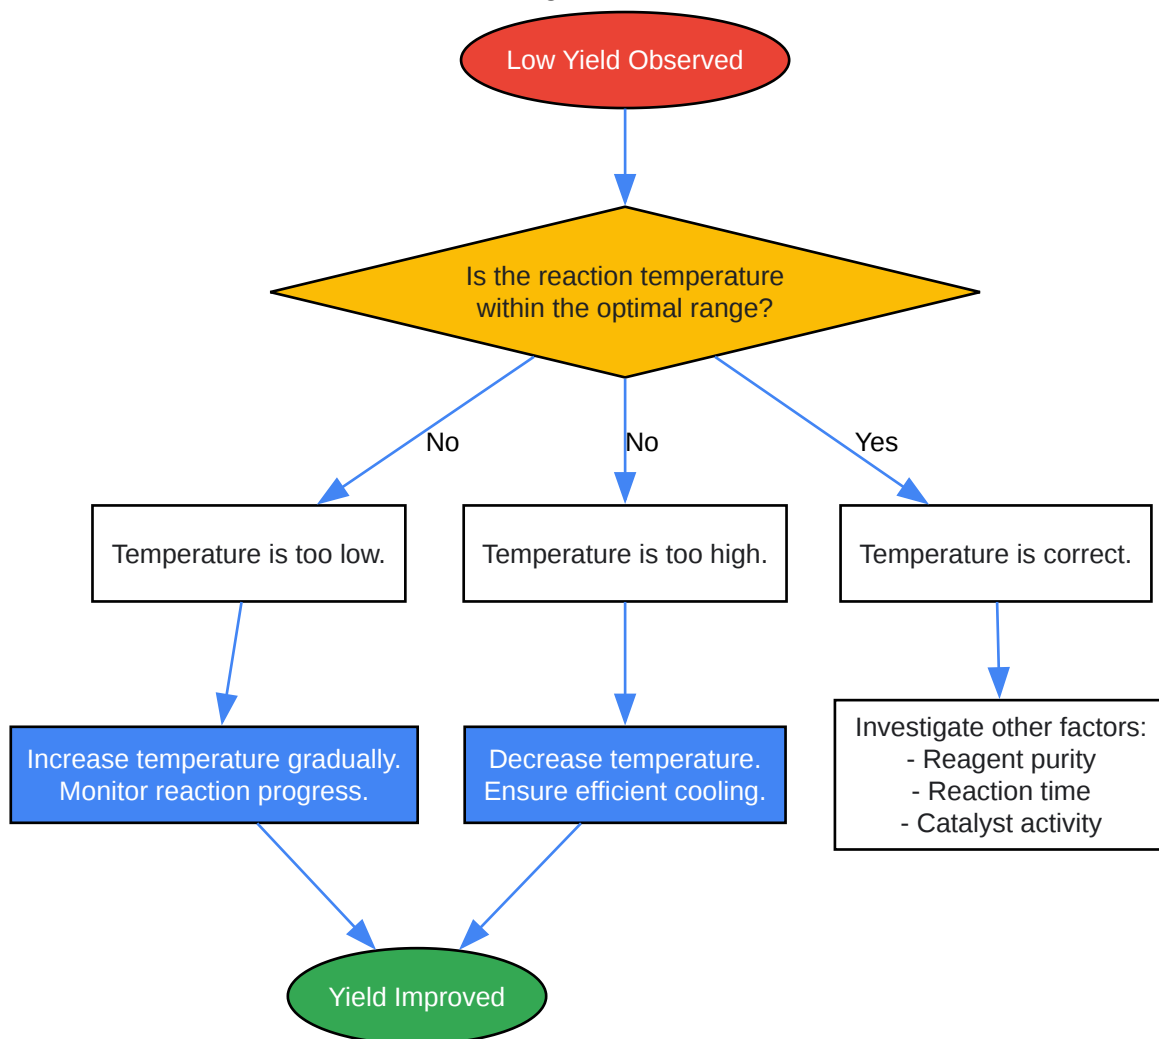 Low Yield Observed
Is the reaction temperature
within the optimal range?
No
No
Yes
Temperature is too low.
Temperature is too high.
Temperature is correct.
Increase temperature gradually.
Monitor reaction progress.
Decrease temperature.
Ensure efficient cooling.
Investigate other factors:
- Reagent purity
- Reaction time
- Catalyst activity
Yield Improved